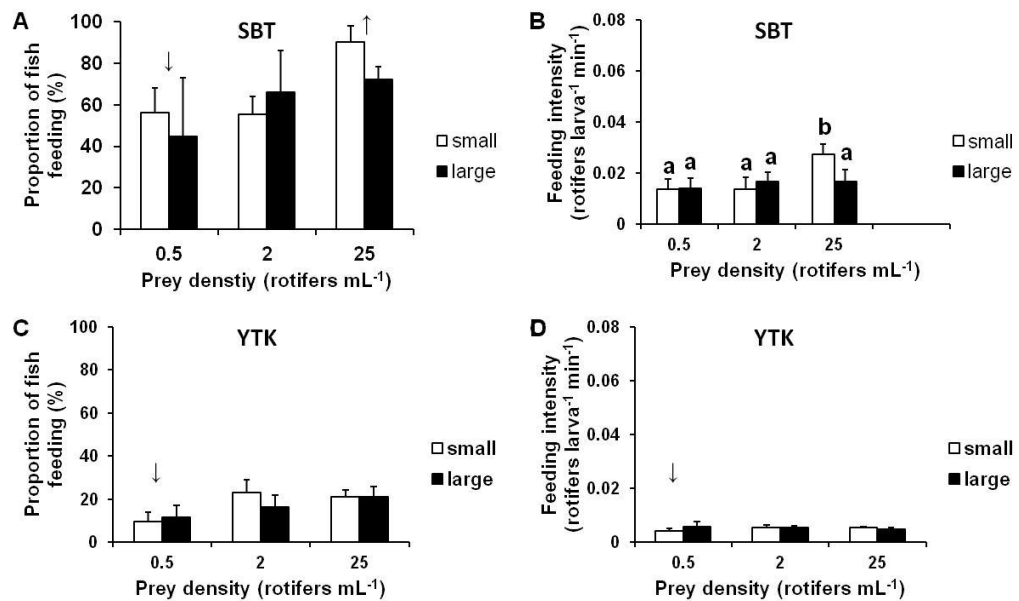 A
SBT
Proportion of fish
feeding (%)
100
80
60
40
20
0
↓
↑
small
large
0.5
2
25
Prey denstiy (rotifers mL⁻¹)
B
SBT
Feeding intensity
(rotifers larva⁻¹ min⁻¹)
0.08
0.06
0.04
0.02
0
a a
a a
b a
small
large
0.5
2
25
Prey density (rotifers mL⁻¹)
C
YTK
Proportion of fish
feeding (%)
100
80
60
40
20
0
↓
small
large
0.5
2
25
Prey density (rotifers mL⁻¹)
D
YTK
Feeding intensity
(rotifers larva⁻¹ min⁻¹)
0.08
0.06
0.04
0.02
0
↓
small
large
0.5
2
25
Prey density (rotifers mL⁻¹)